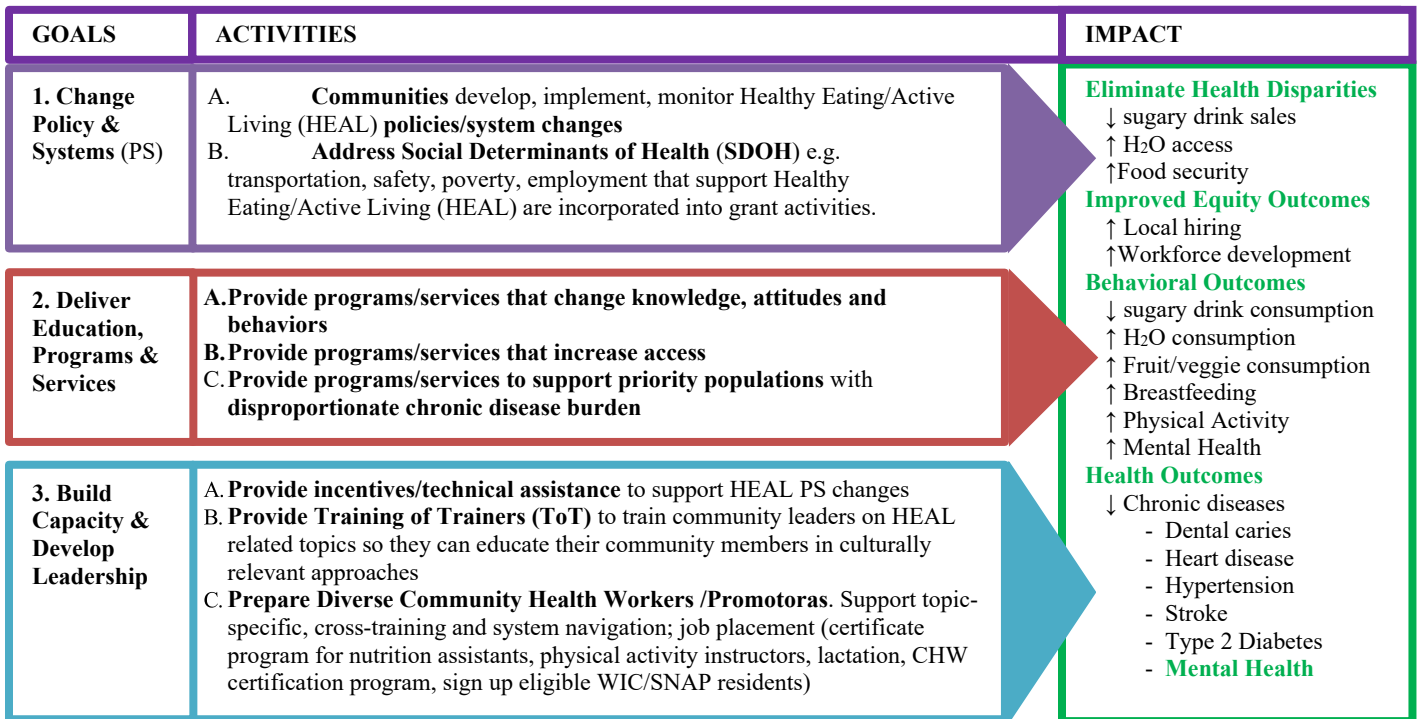 GOALS
ACTIVITIES
IMPACT
1. Change
Policy &
Systems (PS)
A. Communities develop, implement, monitor Healthy Eating/Active
Living (HEAL) policies/system changes
B. Address Social Determinants of Health (SDOH) e.g.
transportation, safety, poverty, employment that support Healthy
Eating/Active Living (HEAL) are incorporated into grant activities.
2. Deliver
Education,
Programs &
Services
A. Provide programs/services that change knowledge, attitudes and
behaviors
B. Provide programs/services that increase access
C. Provide programs/services to support priority populations with
disproportionate chronic disease burden
3. Build
Capacity &
Develop
Leadership
A. Provide incentives/technical assistance to support HEAL PS changes
B. Provide Training of Trainers (ToT) to train community leaders on HEAL
related topics so they can educate their community members in culturally
relevant approaches
C. Prepare Diverse Community Health Workers /Promotoras. Support topic-
specific, cross-training and system navigation; job placement (certificate
program for nutrition assistants, physical activity instructors, lactation, CHW
certification program, sign up eligible WIC/SNAP residents)
Eliminate Health Disparities
↓ sugary drink sales
↑ H2O access
↑Food security
Improved Equity Outcomes
↑ Local hiring
↑Workforce development
Behavioral Outcomes
↓ sugary drink consumption
↑ H2O consumption
↑ Fruit/veggie consumption
↑ Breastfeeding
↑ Physical Activity
↑ Mental Health
Health Outcomes
↓ Chronic diseases
- Dental caries
- Heart disease
- Hypertension
- Stroke
- Type 2 Diabetes
- Mental Health